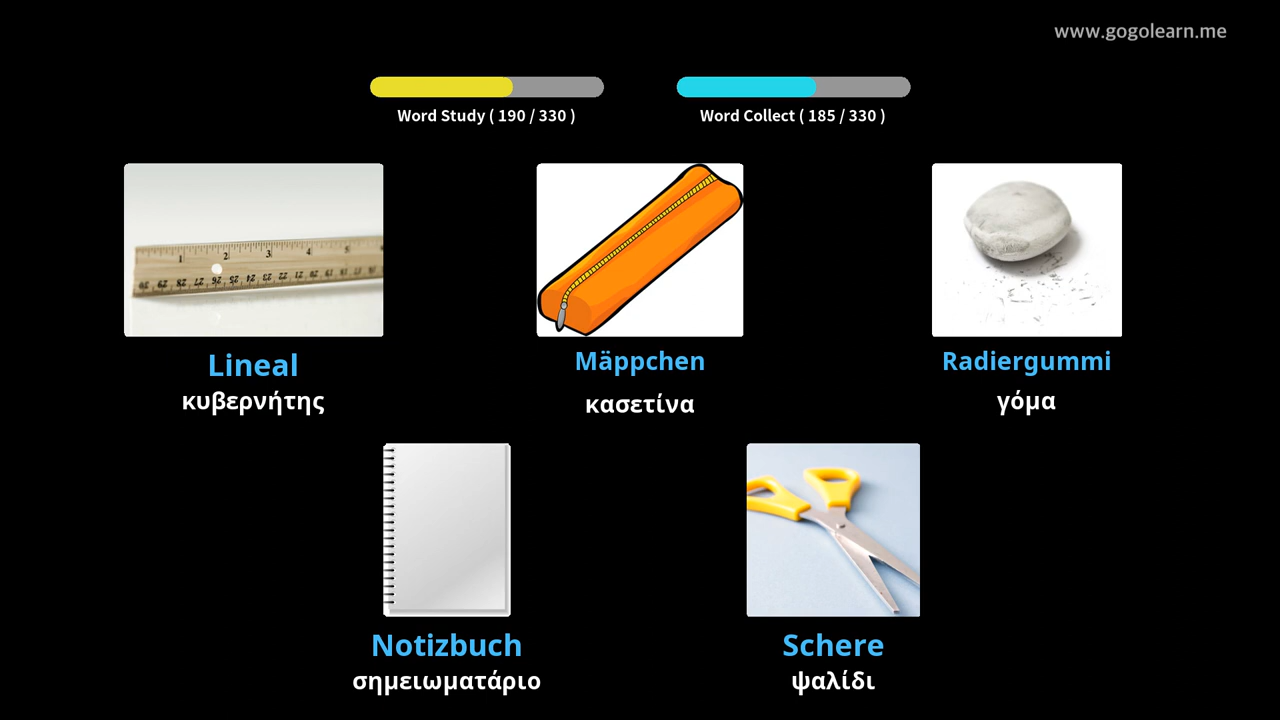 www.gogolearn.me
Word Study ( 190 / 330 )
Word Collect ( 185 / 330 )
Lineal
κυβερνήτης
Mäppchen
κασετίνα
Radiergummi
γόμα
Notizbuch
σημειωματάριο
Schere
ψαλίδι